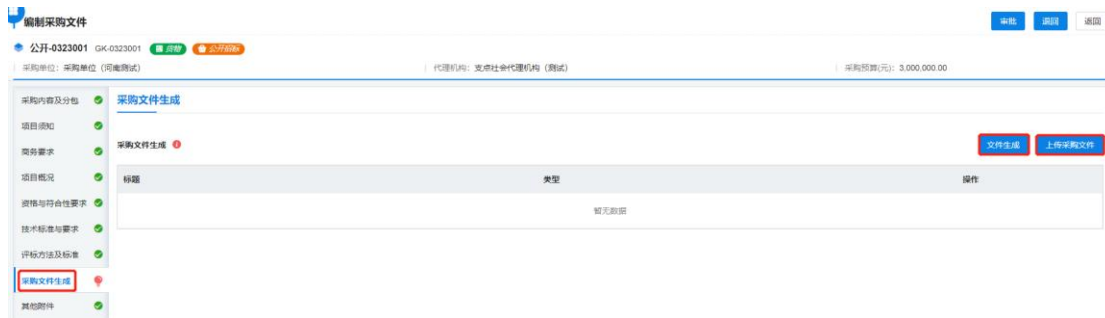 编制采购文件
审批 退回 返回
公开-0323001 GK-0323001 货物 公开招标
采购单位：采购单位（河南测试） 代理机构：支点社会代理机构（测试） 采购预算(元)：3,000,000.00
采购内容及分包 采购文件生成
项目须知
商务要求 采购文件生成 文件生成 上传采购文件
项目概况 标题 类型 操作
资格与符合性要求 暂无数据
技术标准与要求
评标方法及标准
采购文件生成
其他附件